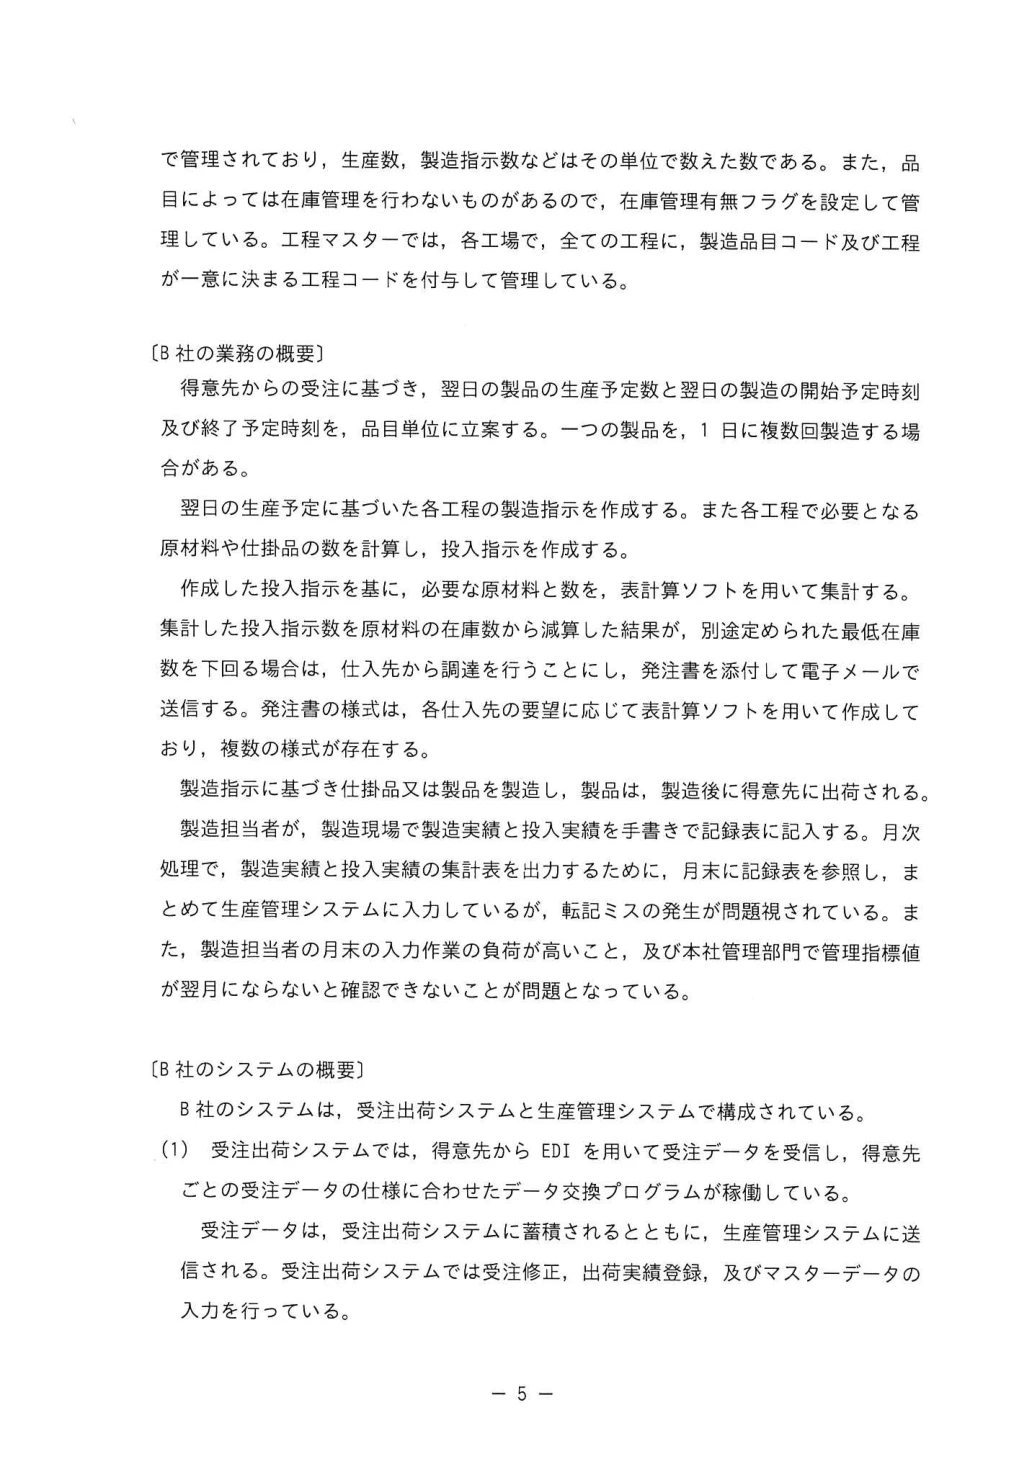 で管理されており，生産数，製造指示数などはその単位で数えた数である。また，品
目によっては在庫管理を行わないものがあるので，在庫管理有無フラグを設定して管
理している。工程マスターでは，各工場で，全ての工程に，製造品目コード及び工程
が一意に決まる工程コードを付与して管理している。
〔B 社の業務の概要〕
得意先からの受注に基づき，翌日の製品の生産予定数と翌日の製造の開始予定時刻
及び終了予定時刻を，品目単位に立案する。一つの製品を，1 日に複数回製造する場
合がある。
翌日の生産予定に基づいた各工程の製造指示を作成する。また各工程で必要となる
原材料や仕掛品の数を計算し，投入指示を作成する。
作成した投入指示を基に，必要な原材料と数を，表計算ソフトを用いて集計する。
集計した投入指示数を原材料の在庫数から減算した結果が，別途定められた最低在庫
数を下回る場合は，仕入先から調達を行うことにし，発注書を添付して電子メールで
送信する。発注書の様式は，各仕入先の要望に応じて表計算ソフトを用いて作成して
おり，複数の様式が存在する。
製造指示に基づき仕掛品又は製品を製造し，製品は，製造後に得意先に出荷される。
製造担当者が，製造現場で製造実績と投入実績を手書きで記録表に記入する。月次
処理で，製造実績と投入実績の集計表を出力するために，月末に記録表を参照し，ま
とめて生産管理システムに入力しているが，転記ミスの発生が問題視されている。ま
た，製造担当者の月末の入力作業の負荷が高いこと，及び本社管理部門で管理指標値
が翌月にならないと確認できないことが問題となっている。
〔B 社のシステムの概要〕
B 社のシステムは，受注出荷システムと生産管理システムで構成されている。
(1) 受注出荷システムでは，得意先から EDI を用いて受注データを受信し，得意先
ごとの受注データの仕様に合わせたデータ交換プログラムが稼働している。
受注データは，受注出荷システムに蓄積されるとともに，生産管理システムに送
信される。受注出荷システムでは受注修正，出荷実績登録，及びマスターデータの
入力を行っている。
－ 5 －